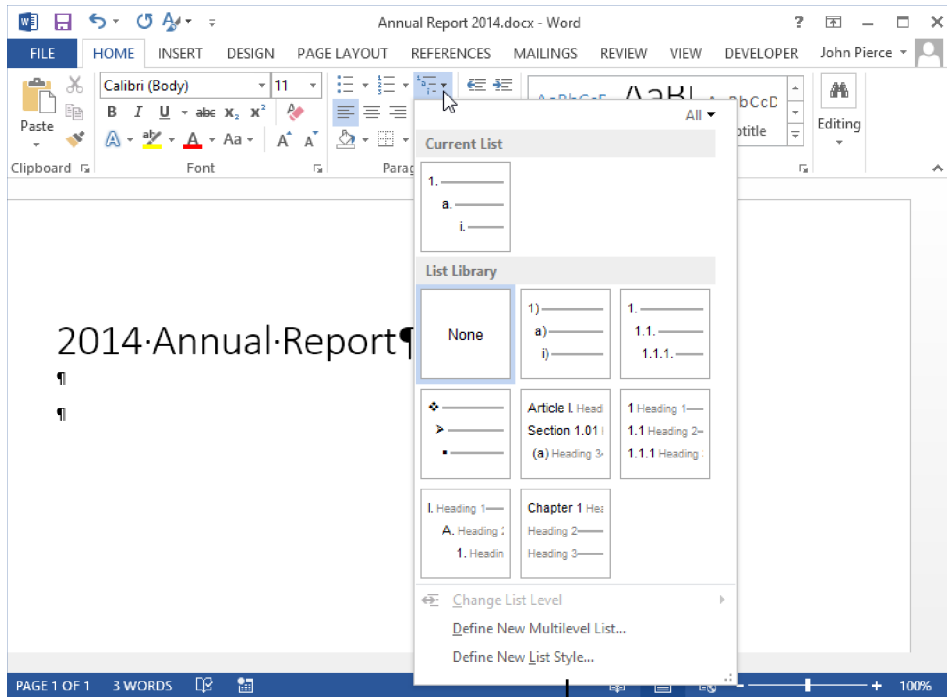 Annual Report 2014.docx - Word
FILE HOME INSERT DESIGN PAGE LAYOUT REFERENCES MAILINGS REVIEW VIEW DEVELOPER John Pierce
Calibri (Body) 11
B I U abc X₂ X²
A aby A Aa A A
Paste
Editing
Clipboard Font
All
Current List
1.
a.
i.
List Library
None
1)
a)
i)
1.
1.1.
1.1.1.
Article I. Head
Section 1.01
(a) Heading 3
1 Heading 1
1.1 Heading 2
1.1.1 Heading
I. Heading 1
A. Heading
1. Headin
Chapter 1 Hea
Heading 2
Heading 3
Change List Level
Define New Multilevel List...
Define New List Style...
2014·Annual·Report¶
¶
¶
PAGE 1 OF 1 3 WORDS 100%